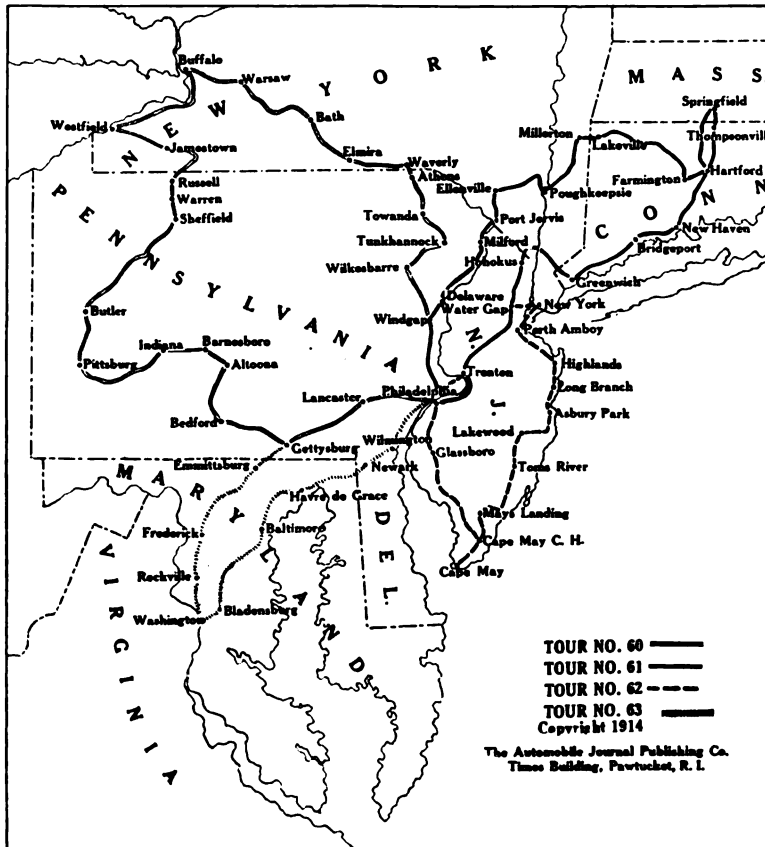 NEW YORK
MASS
CONN
PENNSYLVANIA
N. J.
MARYLAND
DEL.
VIRGINIA
Buffalo
Warsaw
Bath
Westfield
Jamestown
Elmira
Waverly
Athens
Russell
Warren
Sheffield
Towanda
Tunkhannock
Wilkesbarre
Springfield
Thompsonville
Millerton
Lakeville
Farmington
Hartford
Ellenville
Poughkeepsie
Port Jervis
New Haven
Bridgeport
Milford
Hohokus
Greenwich
Delaware
Water Gap
New York
Windgap
Perth Amboy
Butler
Pittsburg
Indiana
Barnesboro
Altoona
Highlands
Long Branch
Asbury Park
Trenton
Philadelphia
Lancaster
Bedford
Gettysburg
Lakewood
Wilmington
Glassboro
Emmittsburg
Newark
Toms River
Havre de Grace
Mays Landing
Frederick
Baltimore
Cape May C. H.
Rockville
Cape May
Washington
Bladensburg
TOUR NO. 60
TOUR NO. 61
TOUR NO. 62
TOUR NO. 63
Copyright 1914
The Automobile Journal Publishing Co.
Times Building, Pawtucket, R. I.